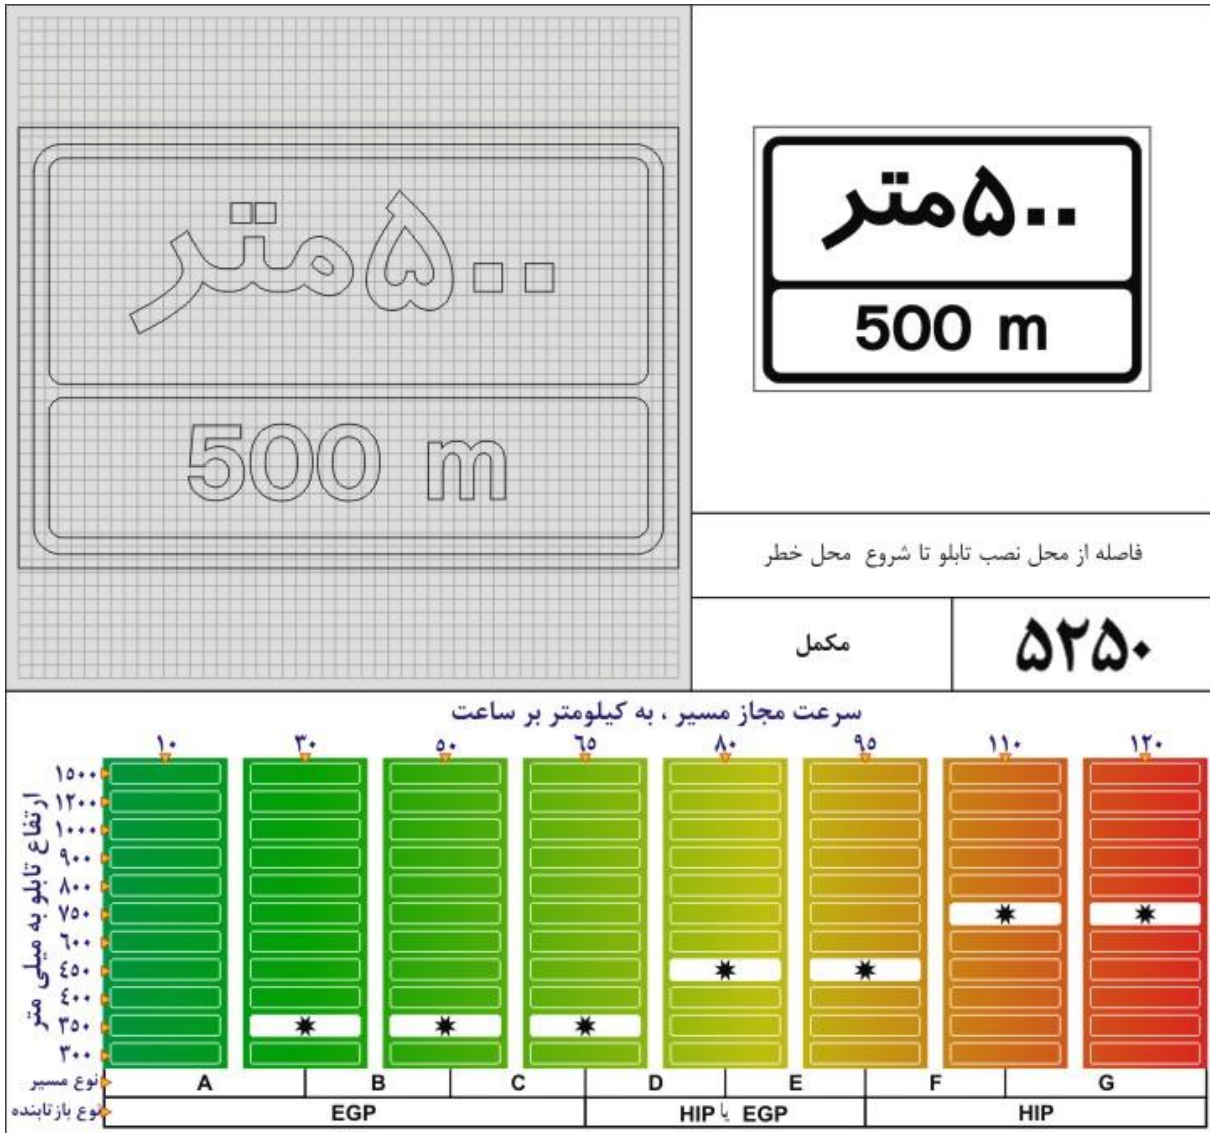 ۵۰۰متر
500 m
۵۰۰متر
500 m
فاصله از محل نصب تابلو تا شروع محل خطر
مکمل
۵۲۵۰
سرعت مجاز مسیر ، به کیلومتر بر ساعت
۱۰ ۳۰ ۵۰ ۶۵ ۸۰ ۹۵ ۱۱۰ ۱۲۰
ارتفاع تابلو به میلی متر
۱۵۰۰
۱۲۰۰
۱۰۰۰
۹۰۰
۸۰۰
۷۵۰
۶۰۰
۴۵۰
۴۰۰
۳۵۰
۳۰۰
نوع مسیر A B C D E F G
نوع بازتابنده EGP HIP یا EGP HIP